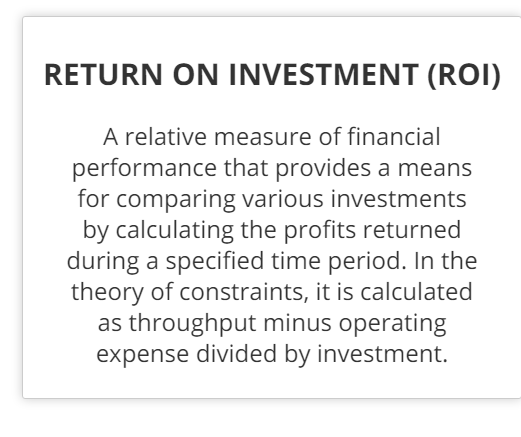 RETURN ON INVESTMENT (ROI)
A relative measure of financial
performance that provides a means
for comparing various investments
by calculating the profits returned
during a specified time period. In the
theory of constraints, it is calculated
as throughput minus operating
expense divided by investment.